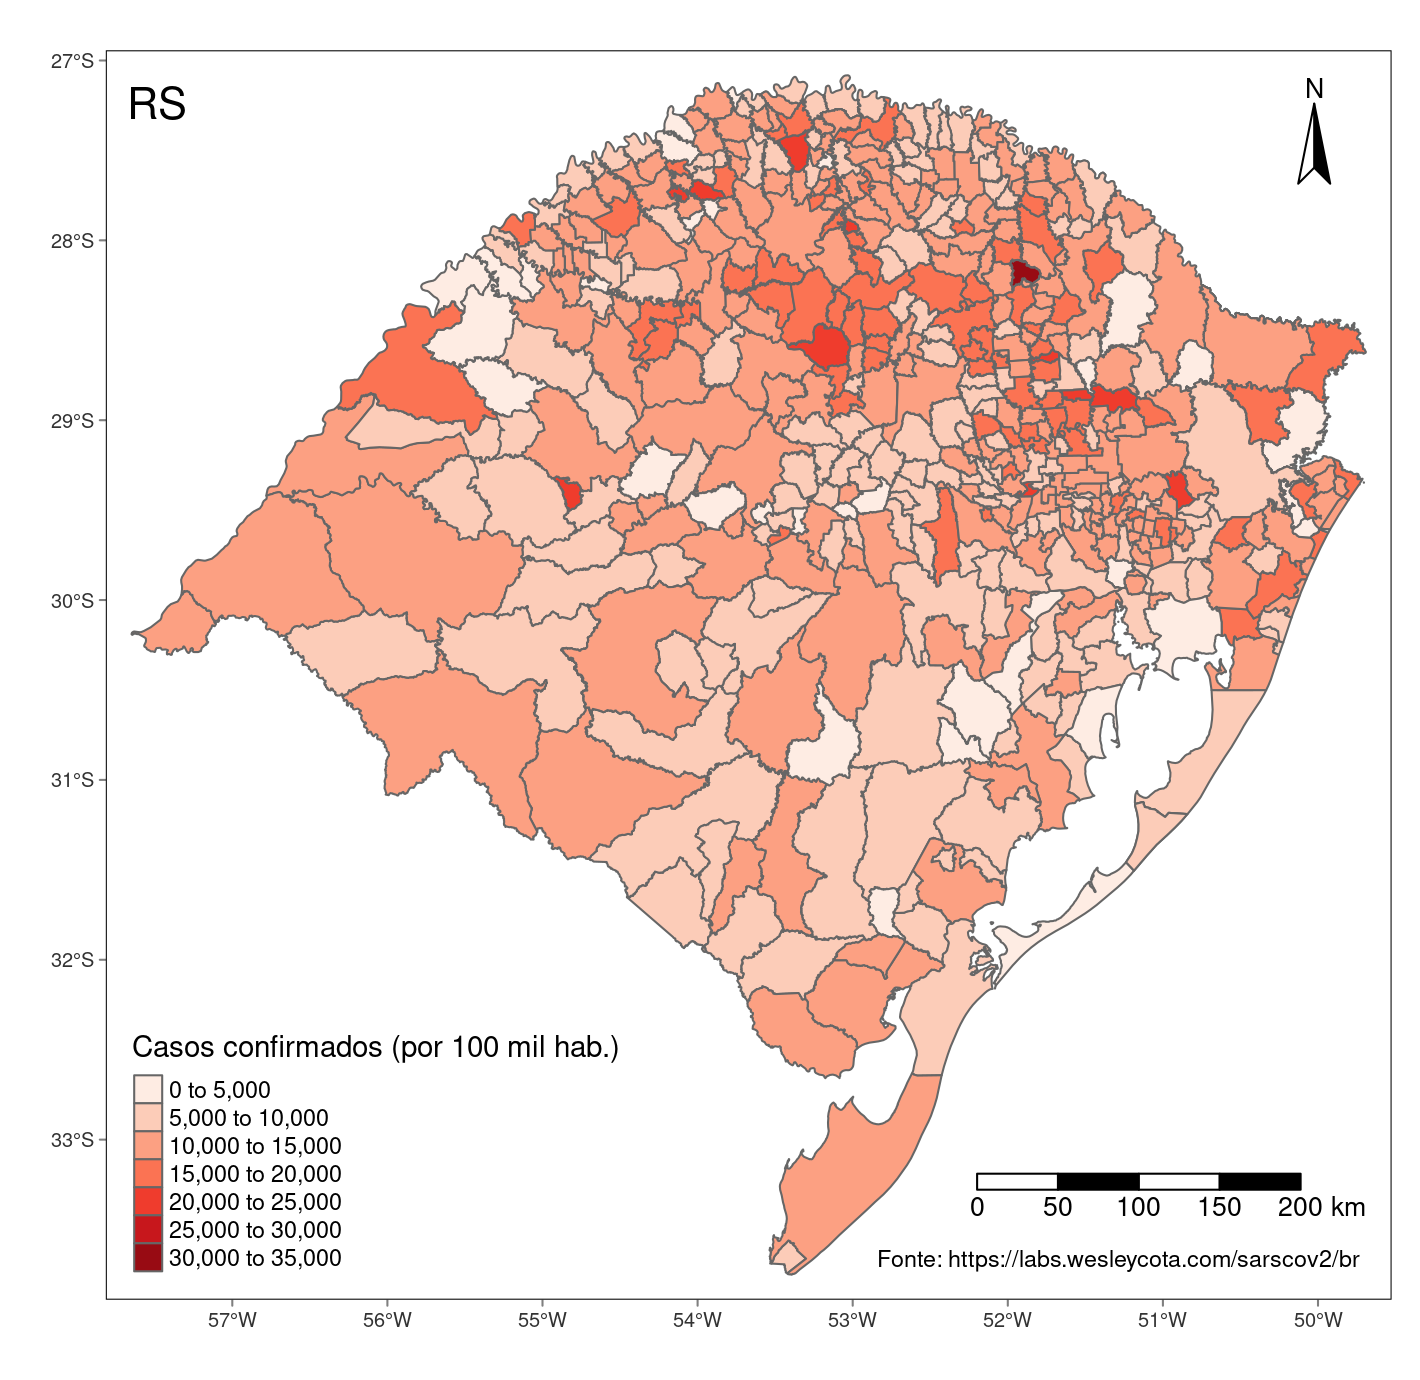 RS
N
27°S
28°S
29°S
30°S
31°S
32°S
33°S
Casos confirmados (por 100 mil hab.)
0 to 5,000
5,000 to 10,000
10,000 to 15,000
15,000 to 20,000
20,000 to 25,000
25,000 to 30,000
30,000 to 35,000
0 50 100 150 200 km
Fonte: https://labs.wesleycota.com/sarscov2/br
57°W 56°W 55°W 54°W 53°W 52°W 51°W 50°W